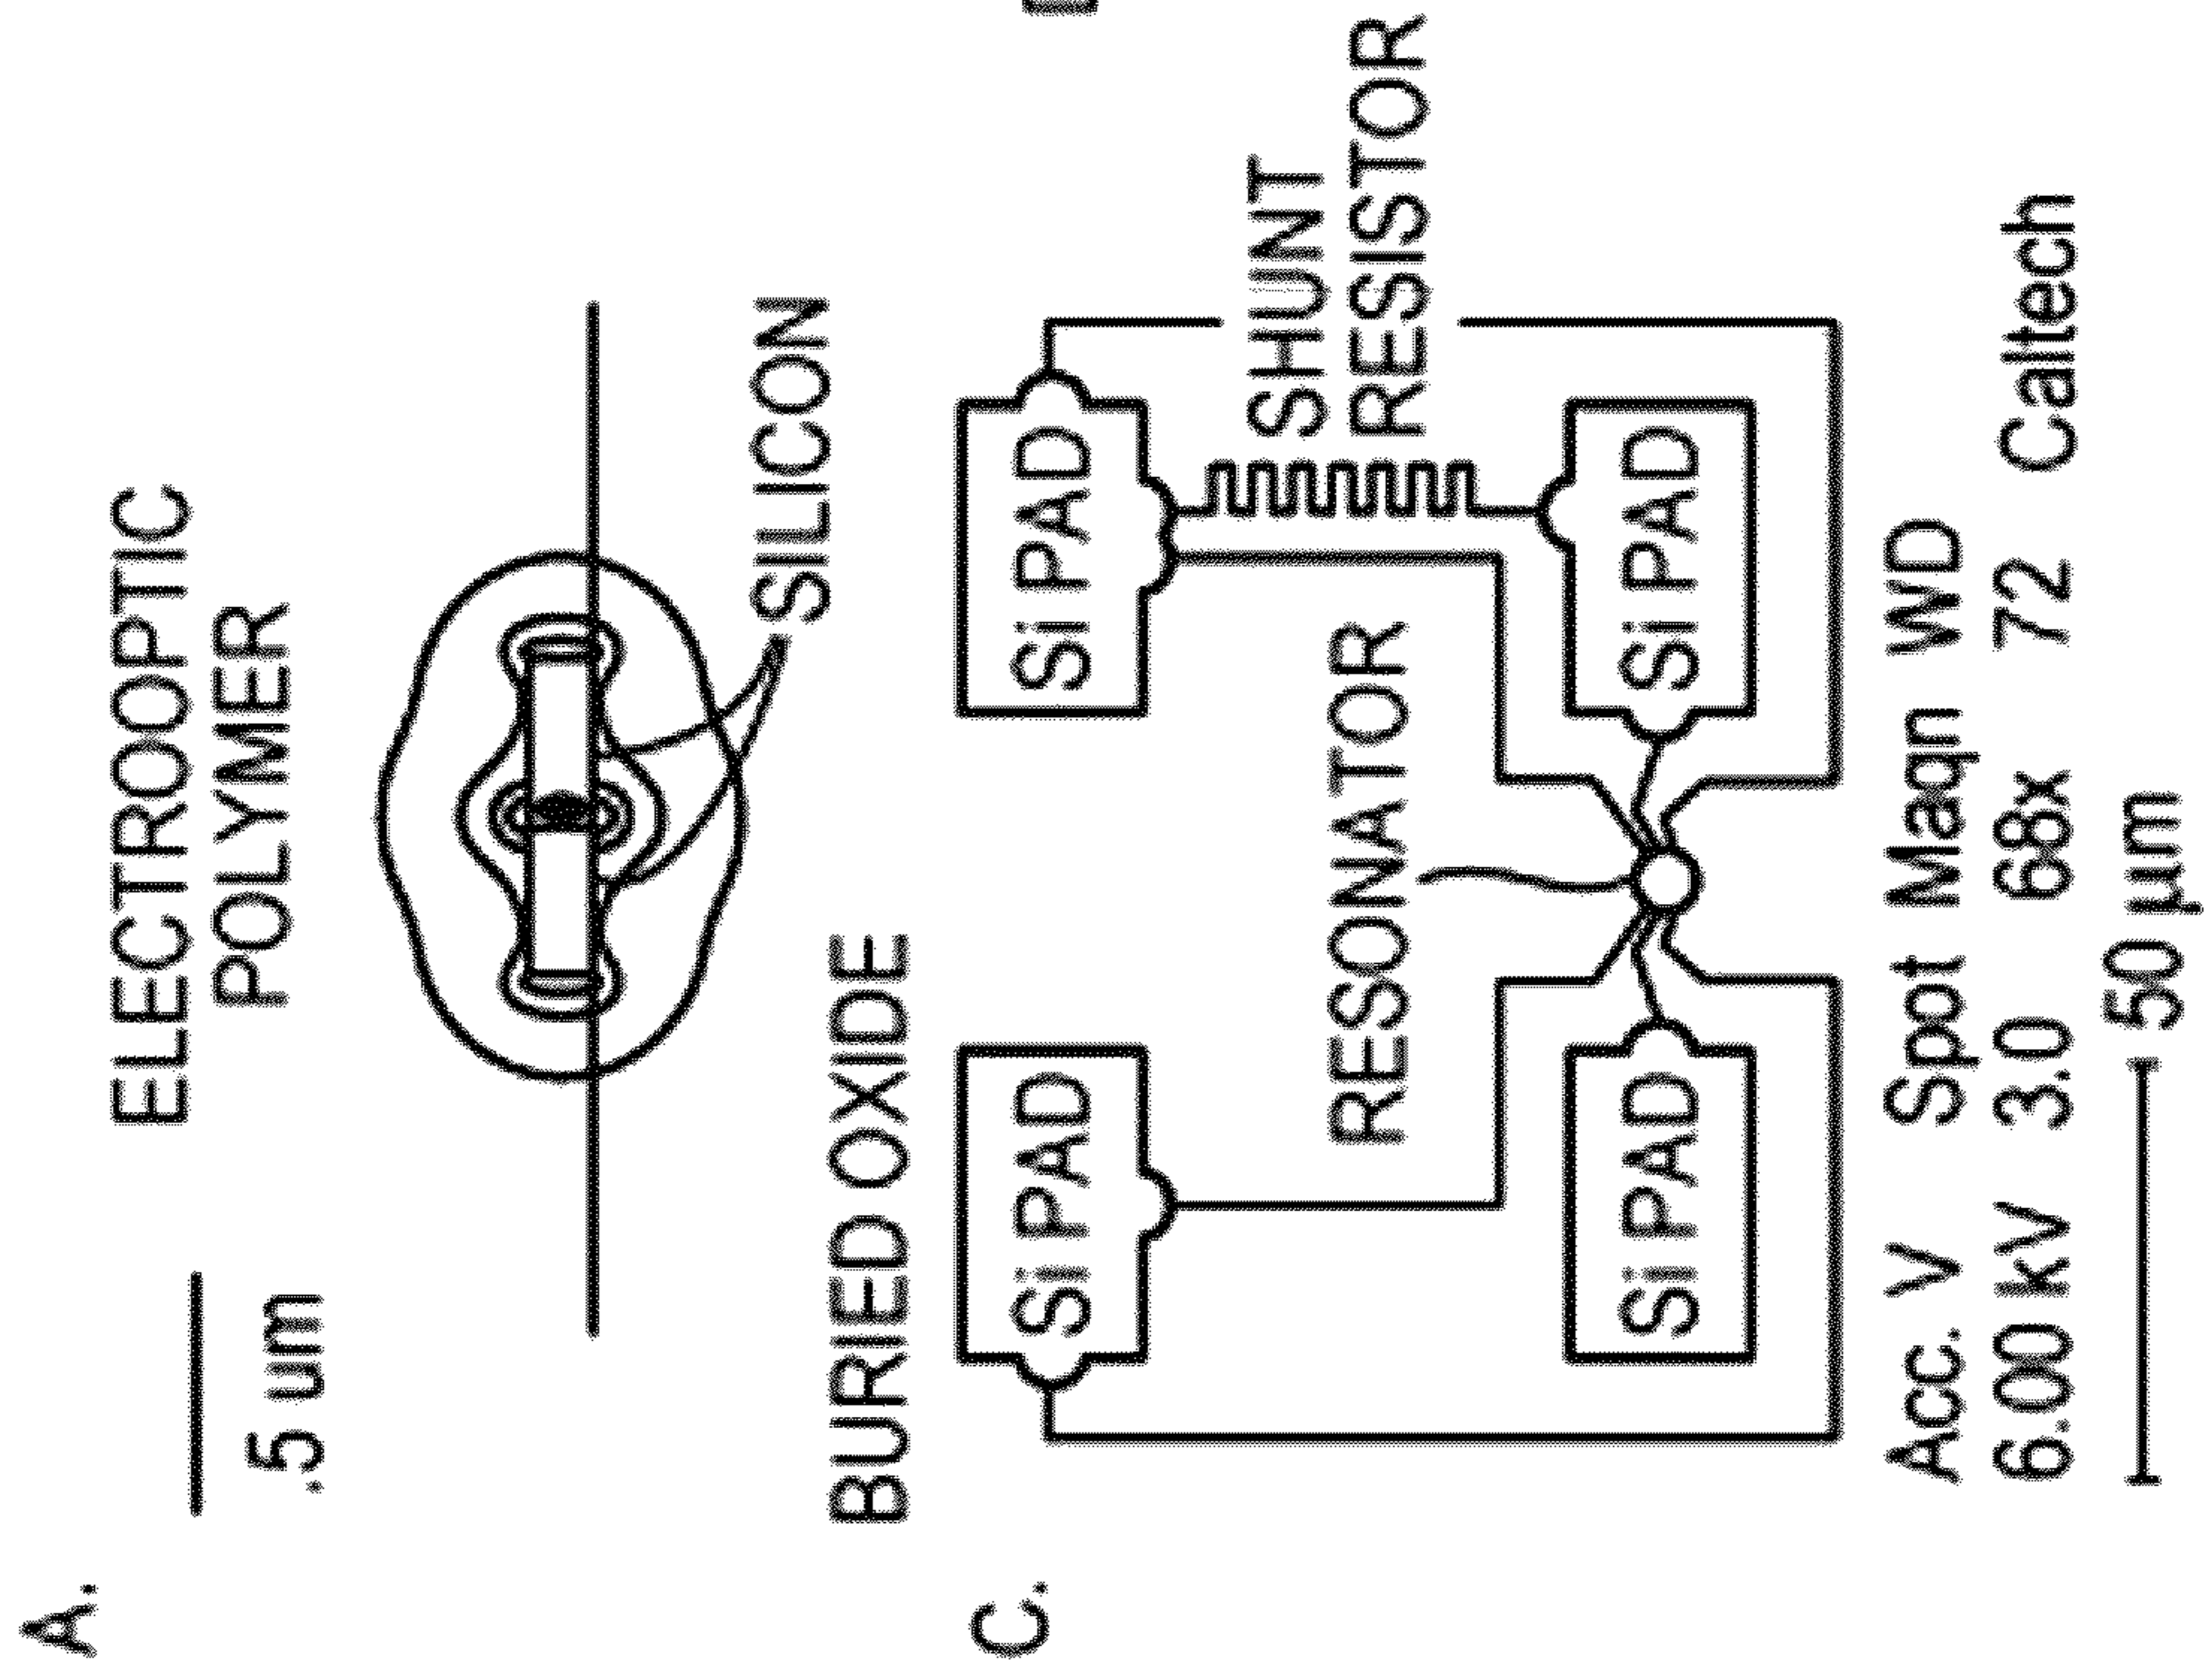 A.
ELECTROOPTIC
POLYMER
.5 um
SILICON
BURIED OXIDE
C.
Si PAD
Si PAD
SHUNT
RESISTOR
RESONATOR
Si PAD
Si PAD
Acc. V Spot Maqn WD
6.00 kV 3.0 68x 72 Caltech
50 µm